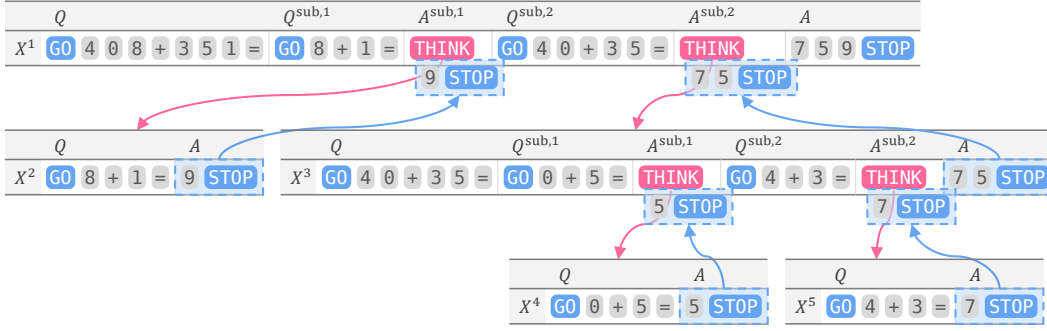 Q Q^sub,1 A^sub,1 Q^sub,2 A^sub,2 A
X^1 GO 4 0 8 + 3 5 1 = GO 8 + 1 = THINK GO 4 0 + 3 5 = THINK 7 5 9 STOP
9 STOP 7 5 STOP
Q A Q Q^sub,1 A^sub,1 Q^sub,2 A^sub,2 A
X^2 GO 8 + 1 = 9 STOP X^3 GO 4 0 + 3 5 = GO 0 + 5 = THINK GO 4 + 3 = THINK 7 5 STOP
5 STOP 7 STOP
Q A Q A
X^4 GO 0 + 5 = 5 STOP X^5 GO 4 + 3 = 7 STOP